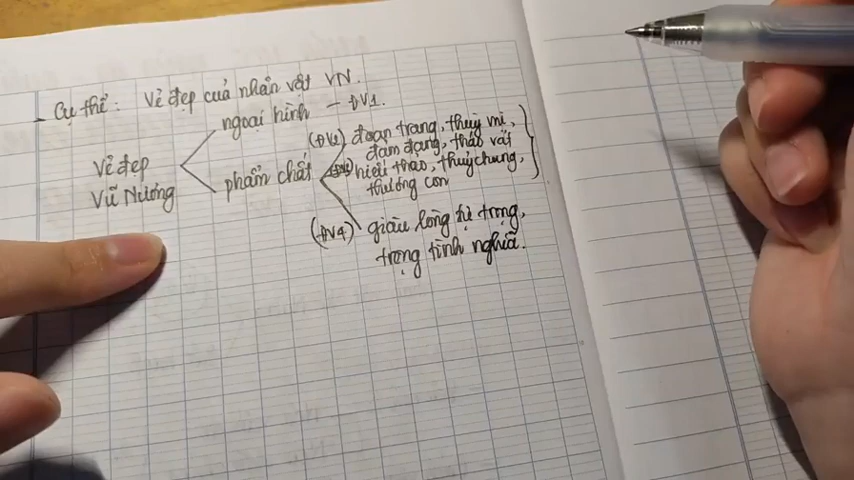 Cụ thể: Vẻ đẹp của nhân vật VN.
Vẻ đẹp
Vũ Nương
ngoại hình - ĐV1.
phẩm chất
(ĐV2) đoan trang, thuỳ mị,
đảm đang, tháo vát
hiếu thảo, thuỷ chung,
thương con
(ĐV4) giàu lòng tự trọng,
trọng tình nghĩa.